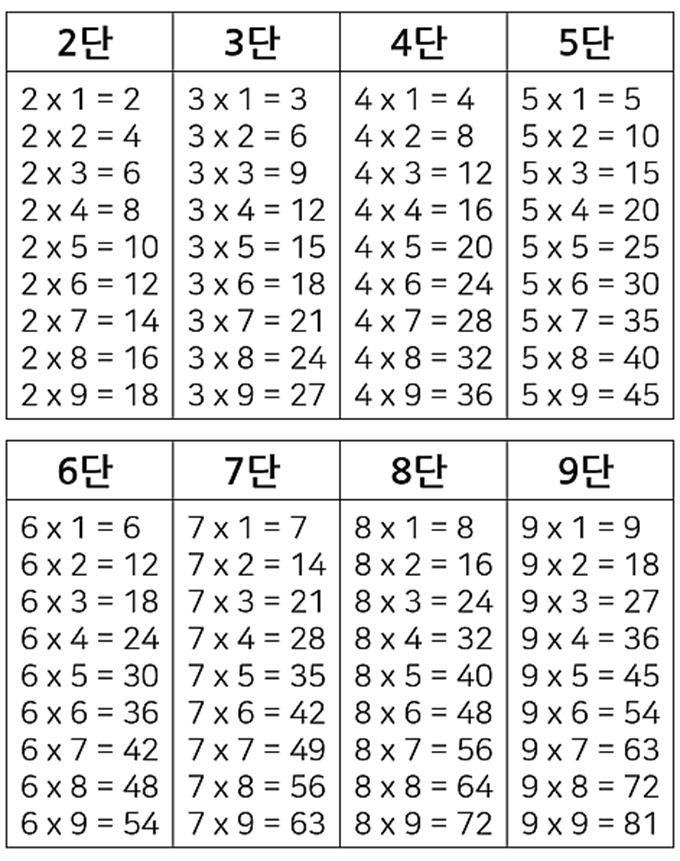 2단 3단 4단 5단
2 x 1 = 2 3 x 1 = 3 4 x 1 = 4 5 x 1 = 5
2 x 2 = 4 3 x 2 = 6 4 x 2 = 8 5 x 2 = 10
2 x 3 = 6 3 x 3 = 9 4 x 3 = 12 5 x 3 = 15
2 x 4 = 8 3 x 4 = 12 4 x 4 = 16 5 x 4 = 20
2 x 5 = 10 3 x 5 = 15 4 x 5 = 20 5 x 5 = 25
2 x 6 = 12 3 x 6 = 18 4 x 6 = 24 5 x 6 = 30
2 x 7 = 14 3 x 7 = 21 4 x 7 = 28 5 x 7 = 35
2 x 8 = 16 3 x 8 = 24 4 x 8 = 32 5 x 8 = 40
2 x 9 = 18 3 x 9 = 27 4 x 9 = 36 5 x 9 = 45
6단 7단 8단 9단
6 x 1 = 6 7 x 1 = 7 8 x 1 = 8 9 x 1 = 9
6 x 2 = 12 7 x 2 = 14 8 x 2 = 16 9 x 2 = 18
6 x 3 = 18 7 x 3 = 21 8 x 3 = 24 9 x 3 = 27
6 x 4 = 24 7 x 4 = 28 8 x 4 = 32 9 x 4 = 36
6 x 5 = 30 7 x 5 = 35 8 x 5 = 40 9 x 5 = 45
6 x 6 = 36 7 x 6 = 42 8 x 6 = 48 9 x 6 = 54
6 x 7 = 42 7 x 7 = 49 8 x 7 = 56 9 x 7 = 63
6 x 8 = 48 7 x 8 = 56 8 x 8 = 64 9 x 8 = 72
6 x 9 = 54 7 x 9 = 63 8 x 9 = 72 9 x 9 = 81